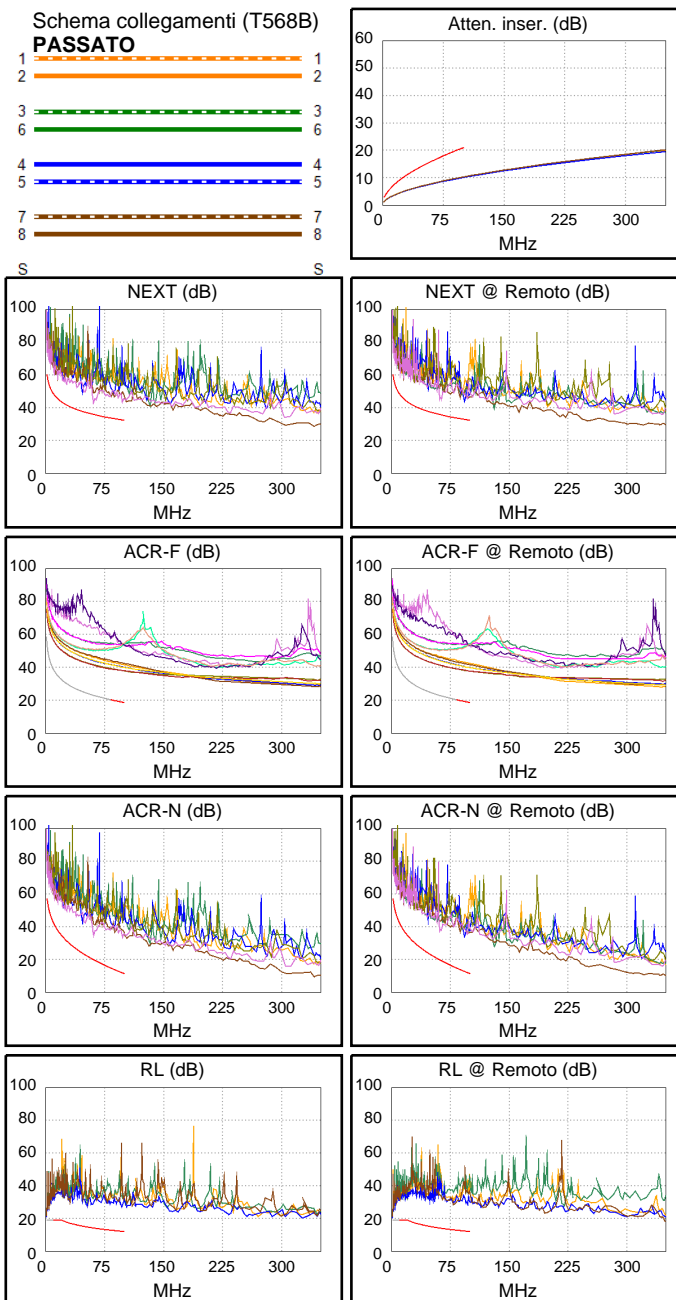 Schema collegamenti (T568B)
PASSATO
1 1
2 2
3 3
6 6
4 4
5 5
7 7
8 8
S S
Atten. inser. (dB)
60
50
40
30
20
10
0
0 75 150 225 300
MHz
NEXT (dB)
100
80
60
40
20
0
0 75 150 225 300
MHz
NEXT @ Remoto (dB)
100
80
60
40
20
0
0 75 150 225 300
MHz
ACR-F (dB)
100
80
60
40
20
0
0 75 150 225 300
MHz
ACR-F @ Remoto (dB)
100
80
60
40
20
0
0 75 150 225 300
MHz
ACR-N (dB)
100
80
60
40
20
0
0 75 150 225 300
MHz
ACR-N @ Remoto (dB)
100
80
60
40
20
0
0 75 150 225 300
MHz
RL (dB)
100
80
60
40
20
0
0 75 150 225 300
MHz
RL @ Remoto (dB)
100
80
60
40
20
0
0 75 150 225 300
MHz